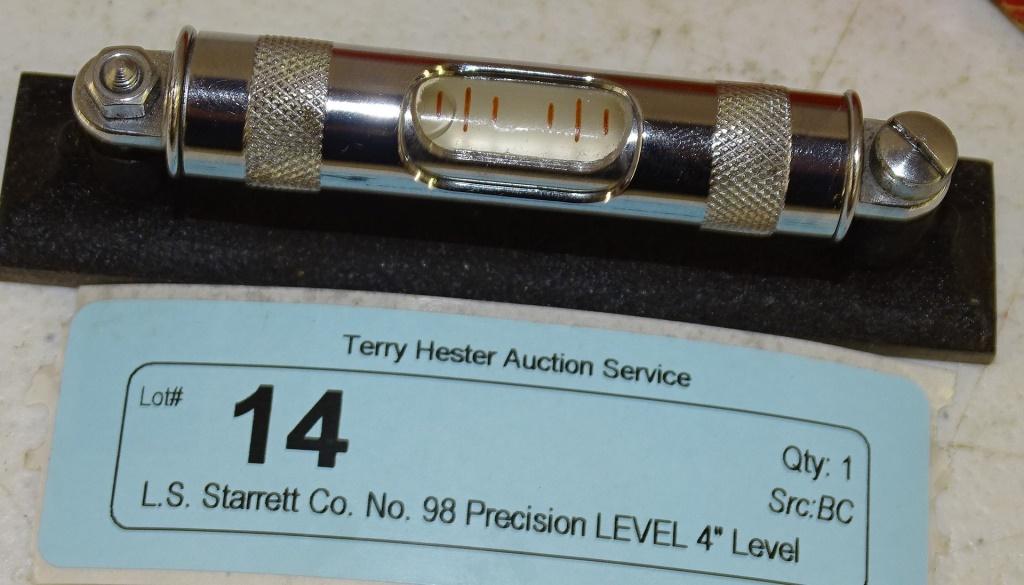 Terry Hester Auction Service
Lot# 14
Qty: 1
Src:BC
L.S. Starrett Co. No. 98 Precision LEVEL 4" Level